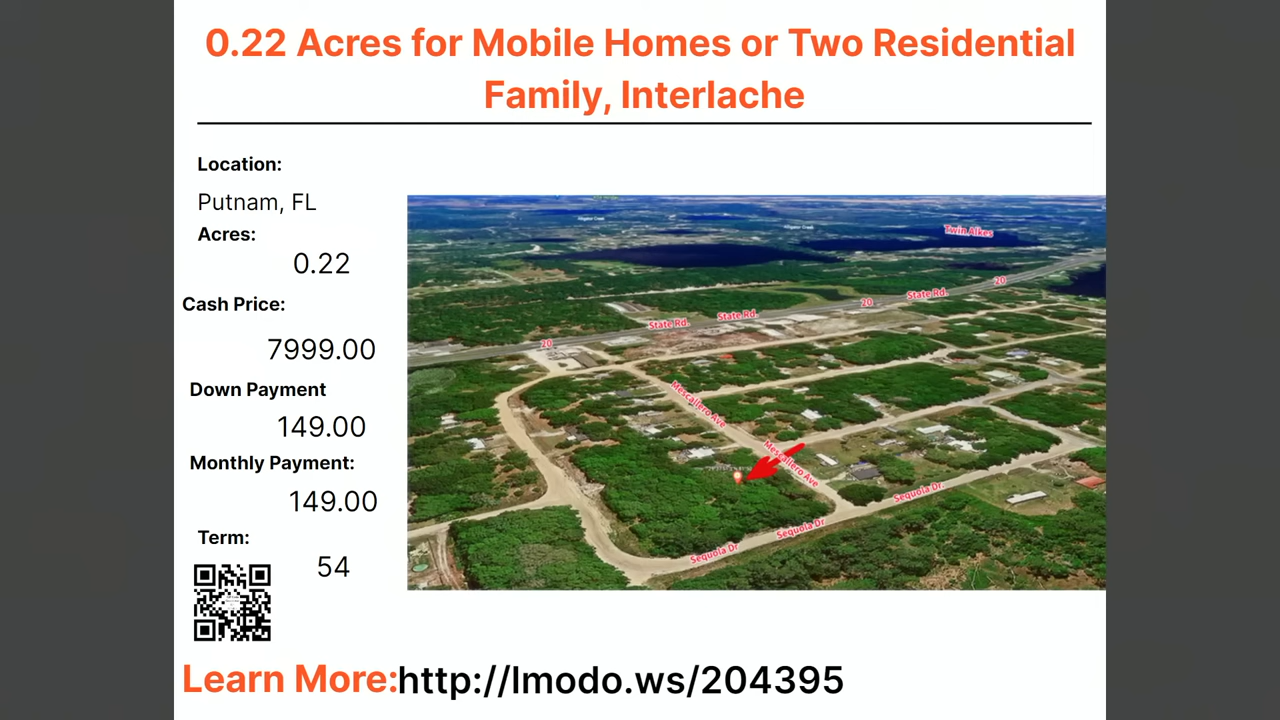 0.22 Acres for Mobile Homes or Two Residential
Family, Interlache
Location:
Putnam, FL
Acres:
0.22
Cash Price:
7999.00
Down Payment
149.00
Monthly Payment:
149.00
Term:
54
Twin Alkes
State Rd.
20
State Rd.
20
State Rd.
20
Mescallero Ave
Mescallero Ave
Sequoia Dr.
Sequoia Dr
Sequoia Dr
Learn More:http://lmodo.ws/204395